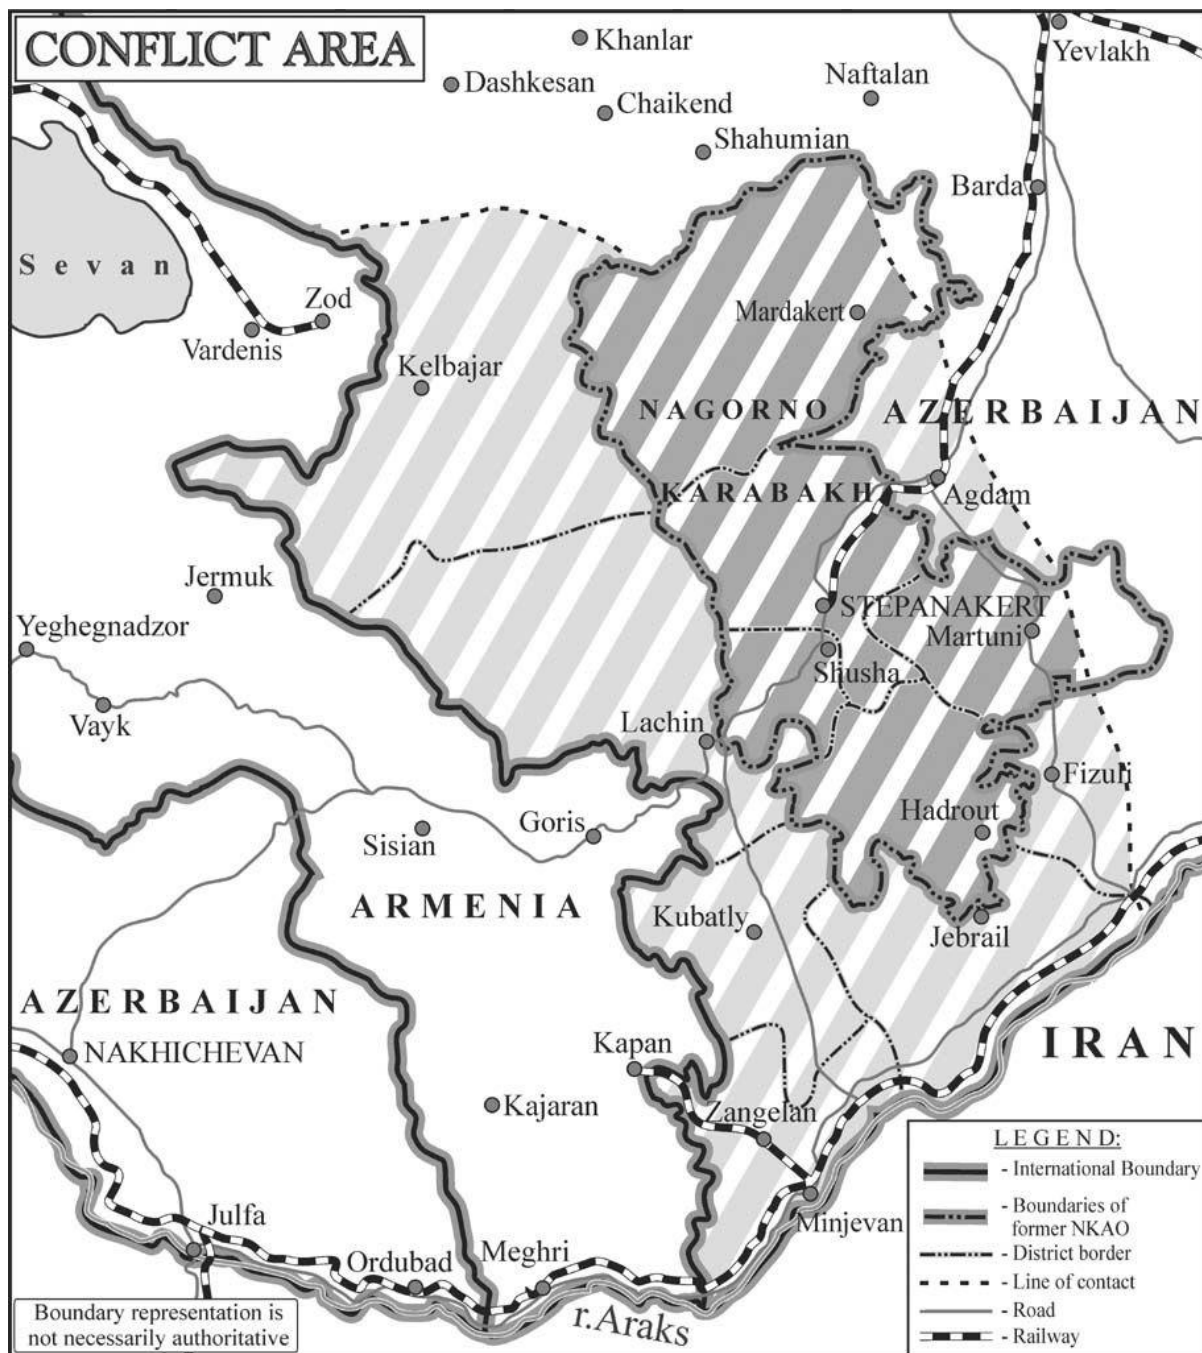 CONFLICT AREA
Khanlar
Yevlakh
Dashkesan
Naftalan
Chaikend
Shahumian
Barda
Sevan
Zod
Mardakert
Vardenis
Kelbajar
NAGORNO
AZERBAIJAN
KARABAKH
Agdam
Jermuk
STEPANAKERT
Yeghegnadzor
Martuni
Shusha
Vayk
Lachin
Fizuli
Goris
Hadrout
Sisian
ARMENIA
Kubatly
Jebrail
AZERBAIJAN
IRAN
NAKHICHEVAN
Kapan
Kajaran
Zangelan
Julfa
Minjevan
Ordubad
Meghri
r.Araks
LEGEND:
- International Boundary
- Boundaries of
former NKAO
- District border
- Line of contact
- Road
- Railway
Boundary representation is
not necessarily authoritative